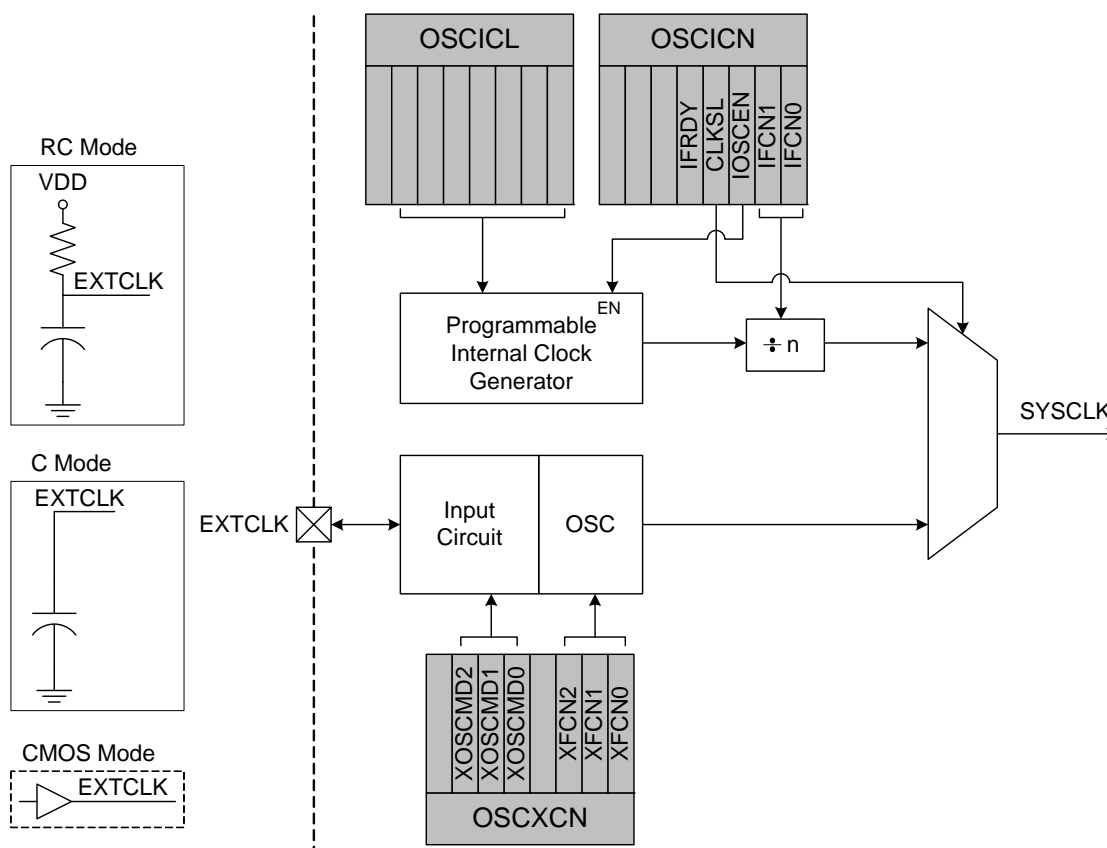 OSCICL
OSCICN
IFRDY
CLKSL
IOSCEN
IFCN1
IFCN0
RC Mode
VDD
EXTCLK
EN
Programmable
Internal Clock
Generator
÷ n
SYSCLK
C Mode
EXTCLK
EXTCLK
Input
Circuit
OSC
XOSCMD2
XOSCMD1
XOSCMD0
XFCN2
XFCN1
XFCN0
OSCXCN
CMOS Mode
EXTCLK